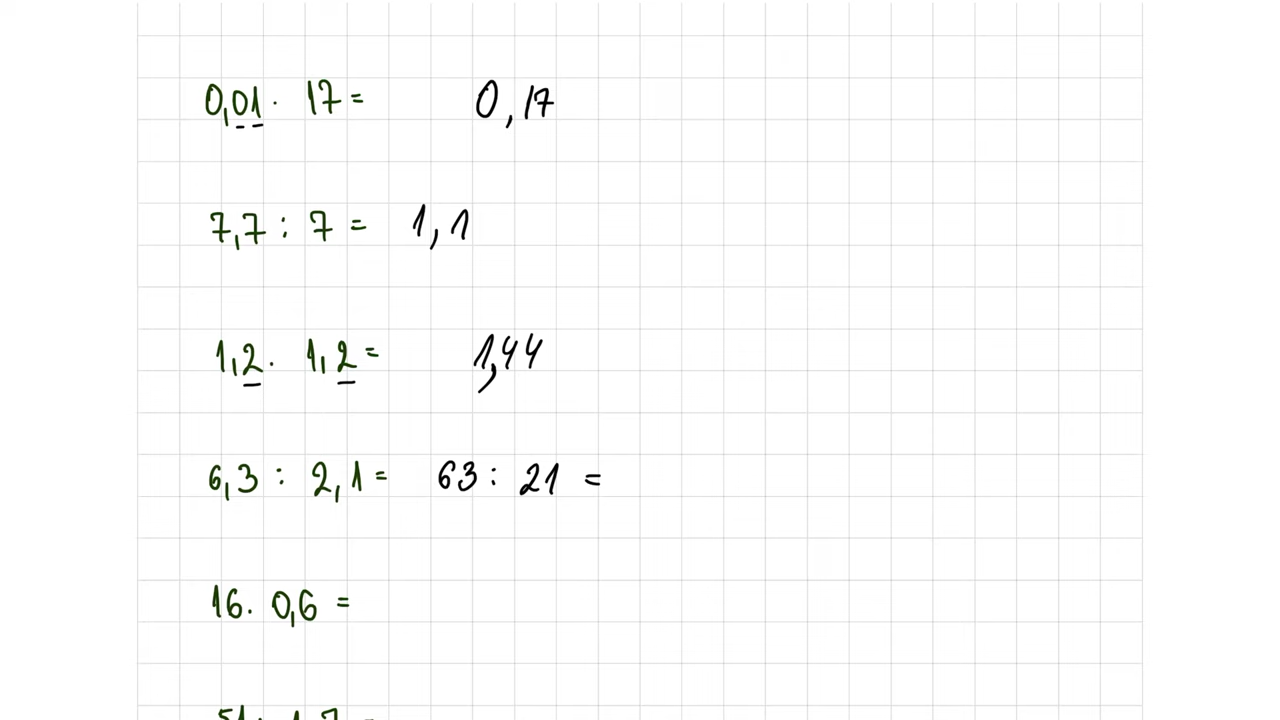 0,01 · 17 = 0,17
7,7 : 7 = 1,1
1,2 · 1,2 = 1,44
6,3 : 2,1 = 63 : 21 =
16 · 0,6 =